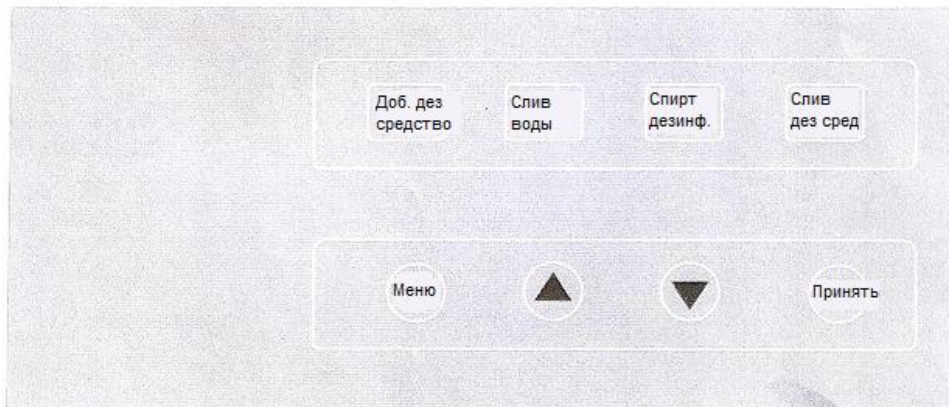 Доб. дез
средство
Слив
воды
Спирт
дезинф.
Слив
дез сред
Меню
Принять